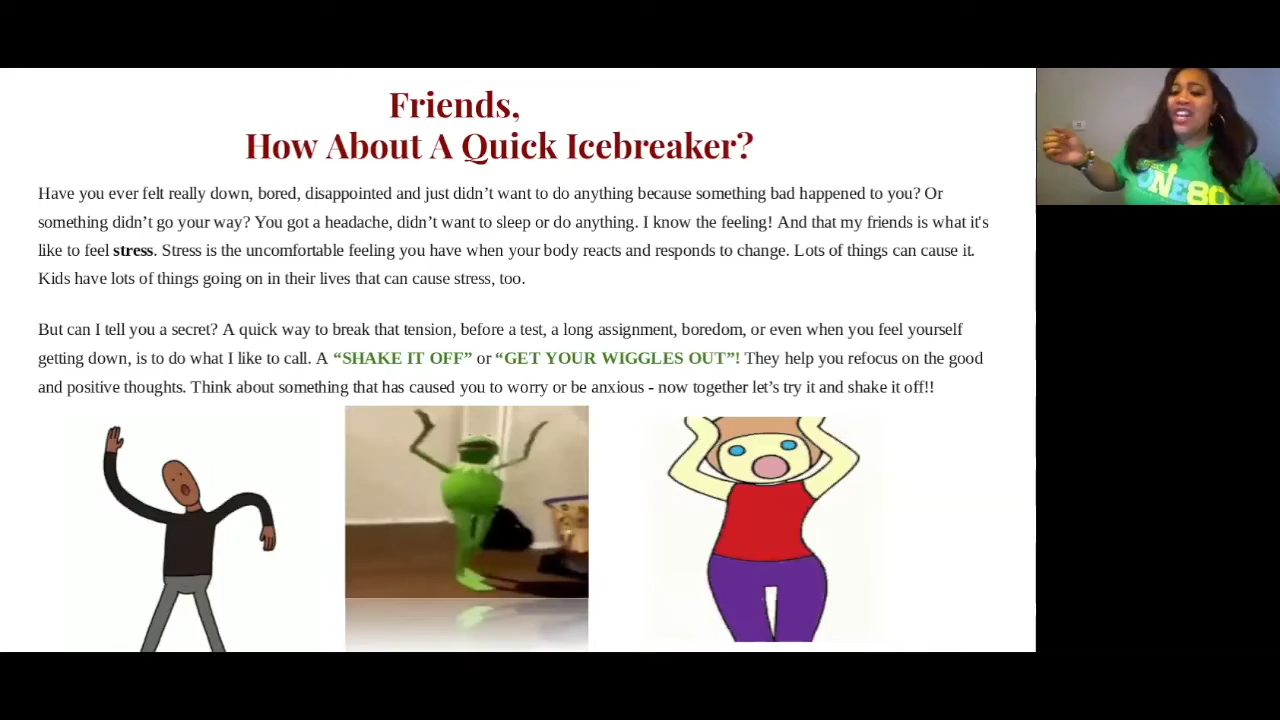 Friends,
How About A Quick Icebreaker?
Have you ever felt really down, bored, disappointed and just didn’t want to do anything because something bad happened to you? Or
something didn’t go your way? You got a headache, didn’t want to sleep or do anything. I know the feeling! And that my friends is what it's
like to feel stress. Stress is the uncomfortable feeling you have when your body reacts and responds to change. Lots of things can cause it.
Kids have lots of things going on in their lives that can cause stress, too.
But can I tell you a secret? A quick way to break that tension, before a test, a long assignment, boredom, or even when you feel yourself
getting down, is to do what I like to call. A “SHAKE IT OFF” or “GET YOUR WIGGLES OUT”! They help you refocus on the good
and positive thoughts. Think about something that has caused you to worry or be anxious - now together let’s try it and shake it off!!
ONE80